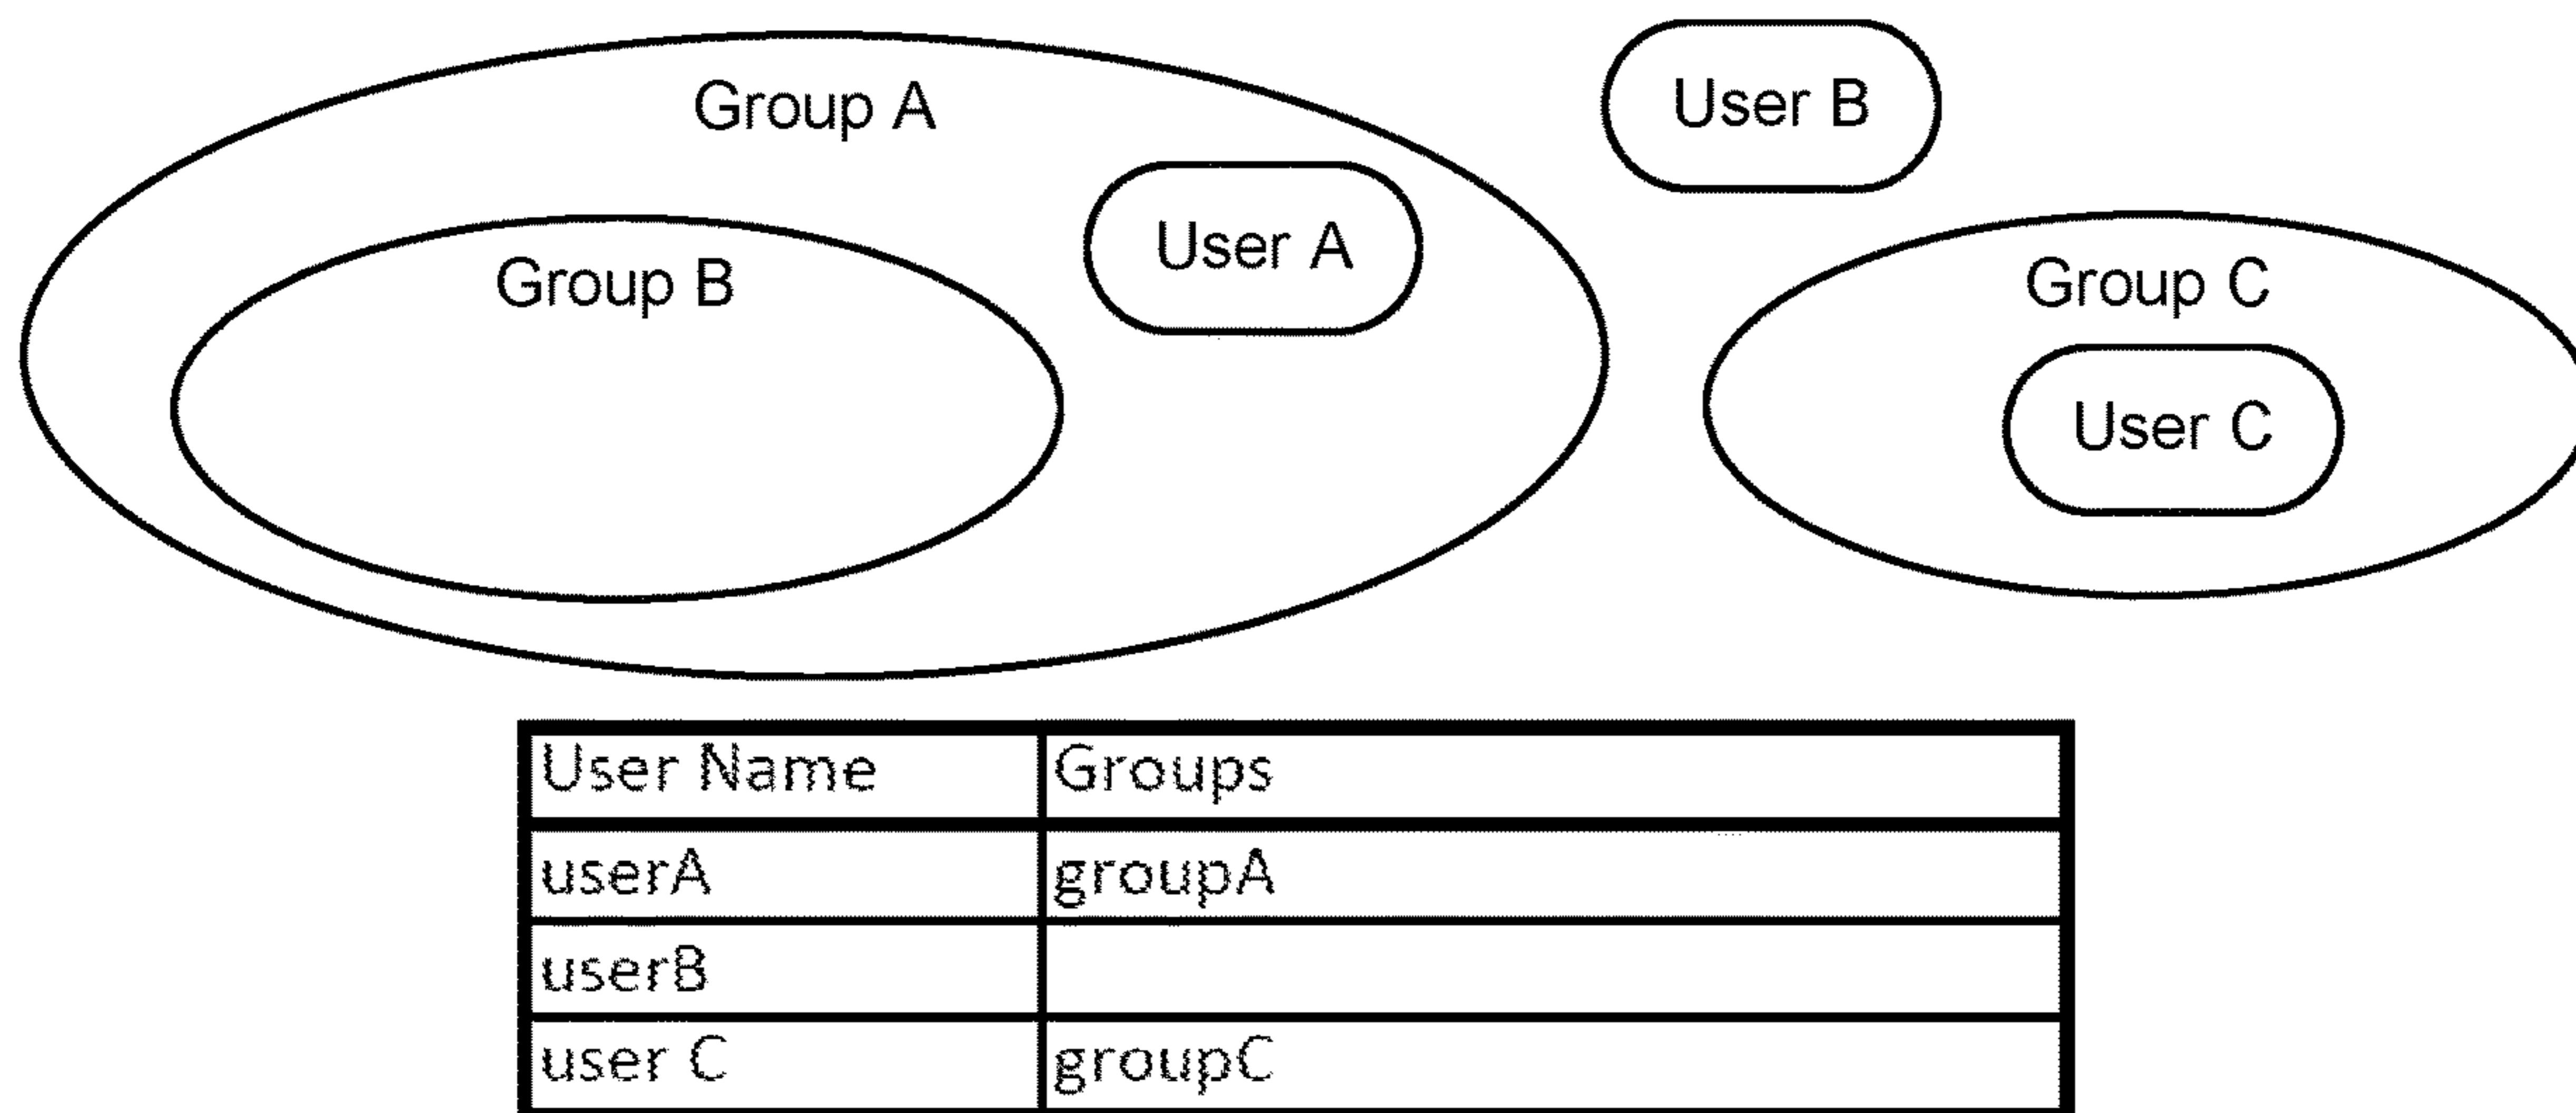 Group A
User B
User A
Group B
Group C
User C
User Name Groups
userA groupA
userB
user C groupC